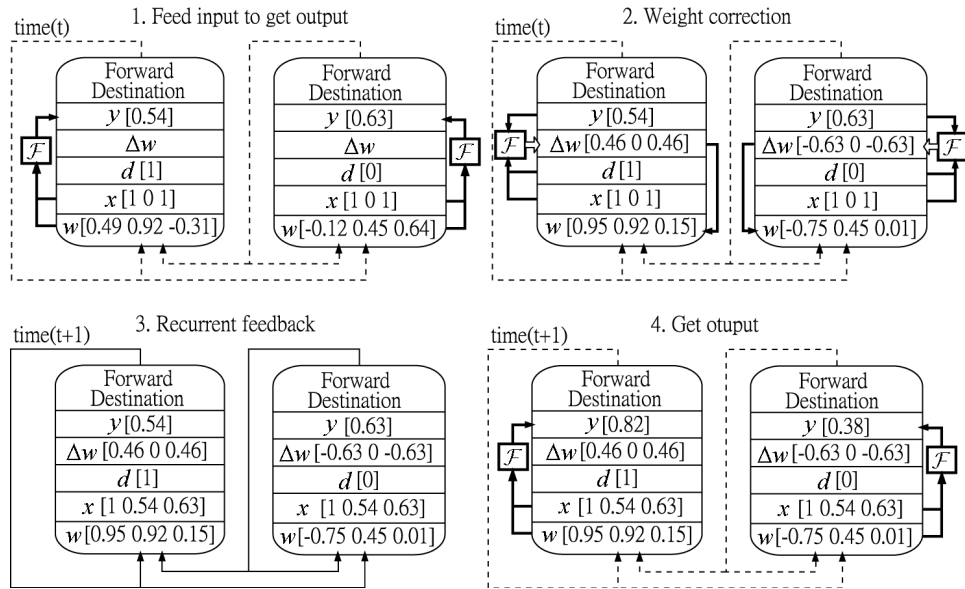 1. Feed input to get output
time(t)
Forward
Destination
y [0.54]
Δw
d [1]
x [1 0 1]
w[0.49 0.92 -0.31]
ℱ
Forward
Destination
y [0.63]
Δw
d [0]
x [1 0 1]
w[-0.12 0.45 0.64]
ℱ
2. Weight correction
time(t)
Forward
Destination
y [0.54]
Δw [0.46 0 0.46]
d [1]
x [1 0 1]
w [0.95 0.92 0.15]
ℱ
Forward
Destination
y [0.63]
Δw [-0.63 0 -0.63]
d [0]
x [1 0 1]
w[-0.75 0.45 0.01]
ℱ
3. Recurrent feedback
time(t+1)
Forward
Destination
y [0.54]
Δw [0.46 0 0.46]
d [1]
x [1 0.54 0.63]
w[0.95 0.92 0.15]
Forward
Destination
y [0.63]
Δw [-0.63 0 -0.63]
d [0]
x [1 0.54 0.63]
w[-0.75 0.45 0.01]
4. Get otuput
time(t+1)
Forward
Destination
y [0.82]
Δw [0.46 0 0.46]
d [1]
x [1 0.54 0.63]
w[0.95 0.92 0.15]
ℱ
Forward
Destination
y [0.38]
Δw [-0.63 0 -0.63]
d [0]
x [1 0.54 0.63]
w[-0.75 0.45 0.01]
ℱ